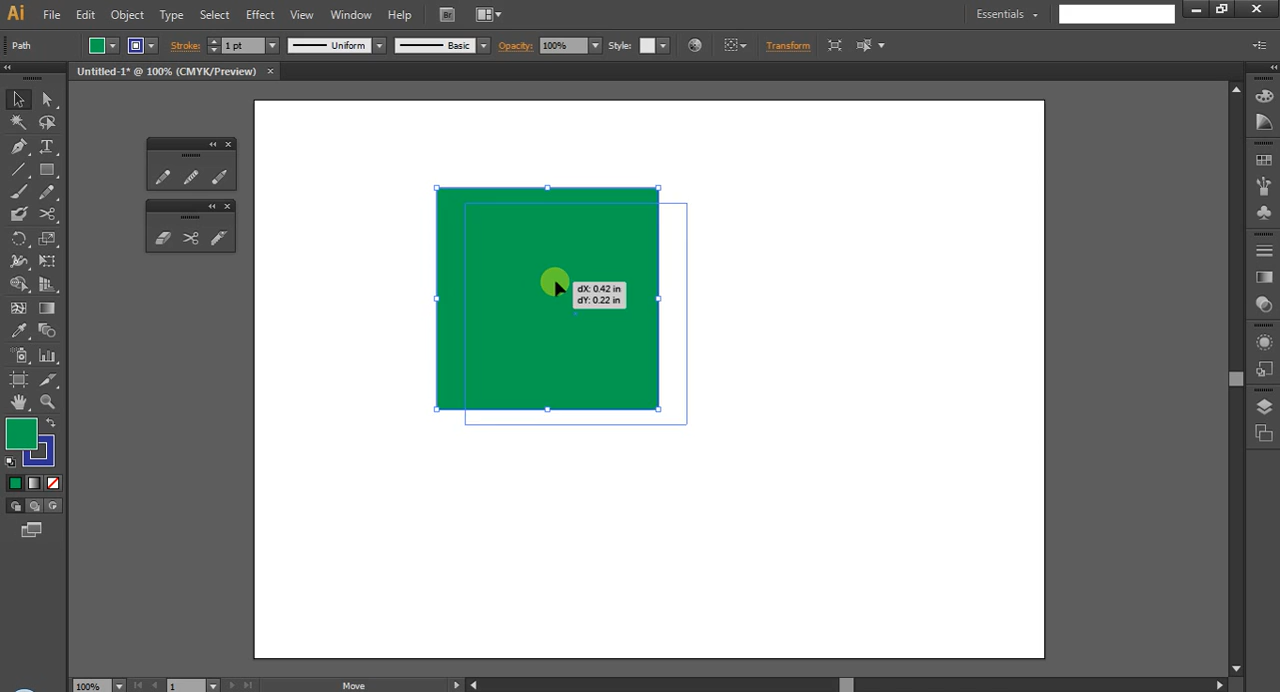 Ai File Edit Object Type Select Effect View Window Help Br Essentials
Path Stroke: 1 pt Uniform Basic Opacity: 100% Style: Transform
Untitled-1* @ 100% (CMYK/Preview) ×
dX: 0.42 in
dY: 0.22 in
100% 1 Move